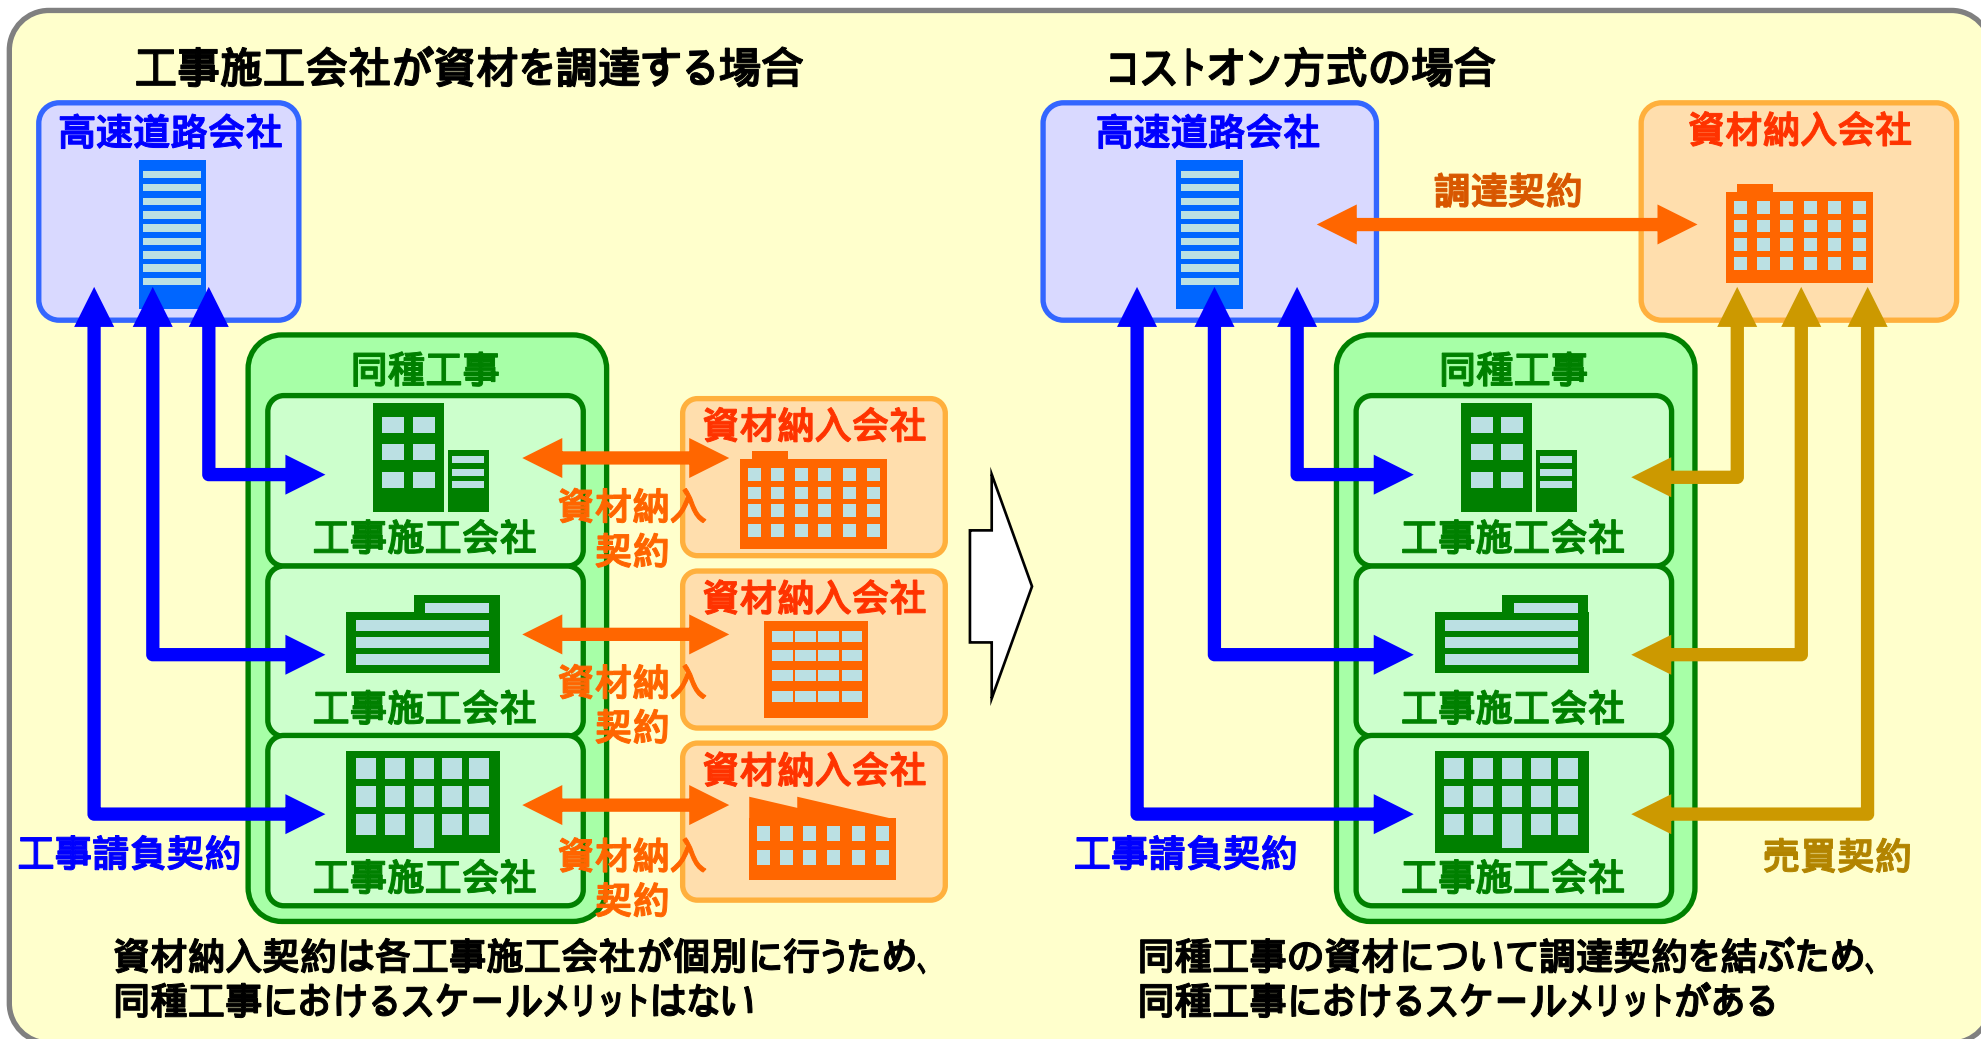 工事施工会社が資材を調達する場合
高速道路会社
同種工事
工事施工会社
資材納入会社
資材納入
契約
工事施工会社
資材納入会社
資材納入
契約
工事施工会社
資材納入会社
資材納入
契約
工事請負契約
資材納入契約は各工事施工会社が個別に行うため、
同種工事におけるスケールメリットはない
コストオン方式の場合
高速道路会社
調達契約
資材納入会社
同種工事
工事施工会社
工事施工会社
工事施工会社
工事請負契約
売買契約
同種工事の資材について調達契約を結ぶため、
同種工事におけるスケールメリットがある